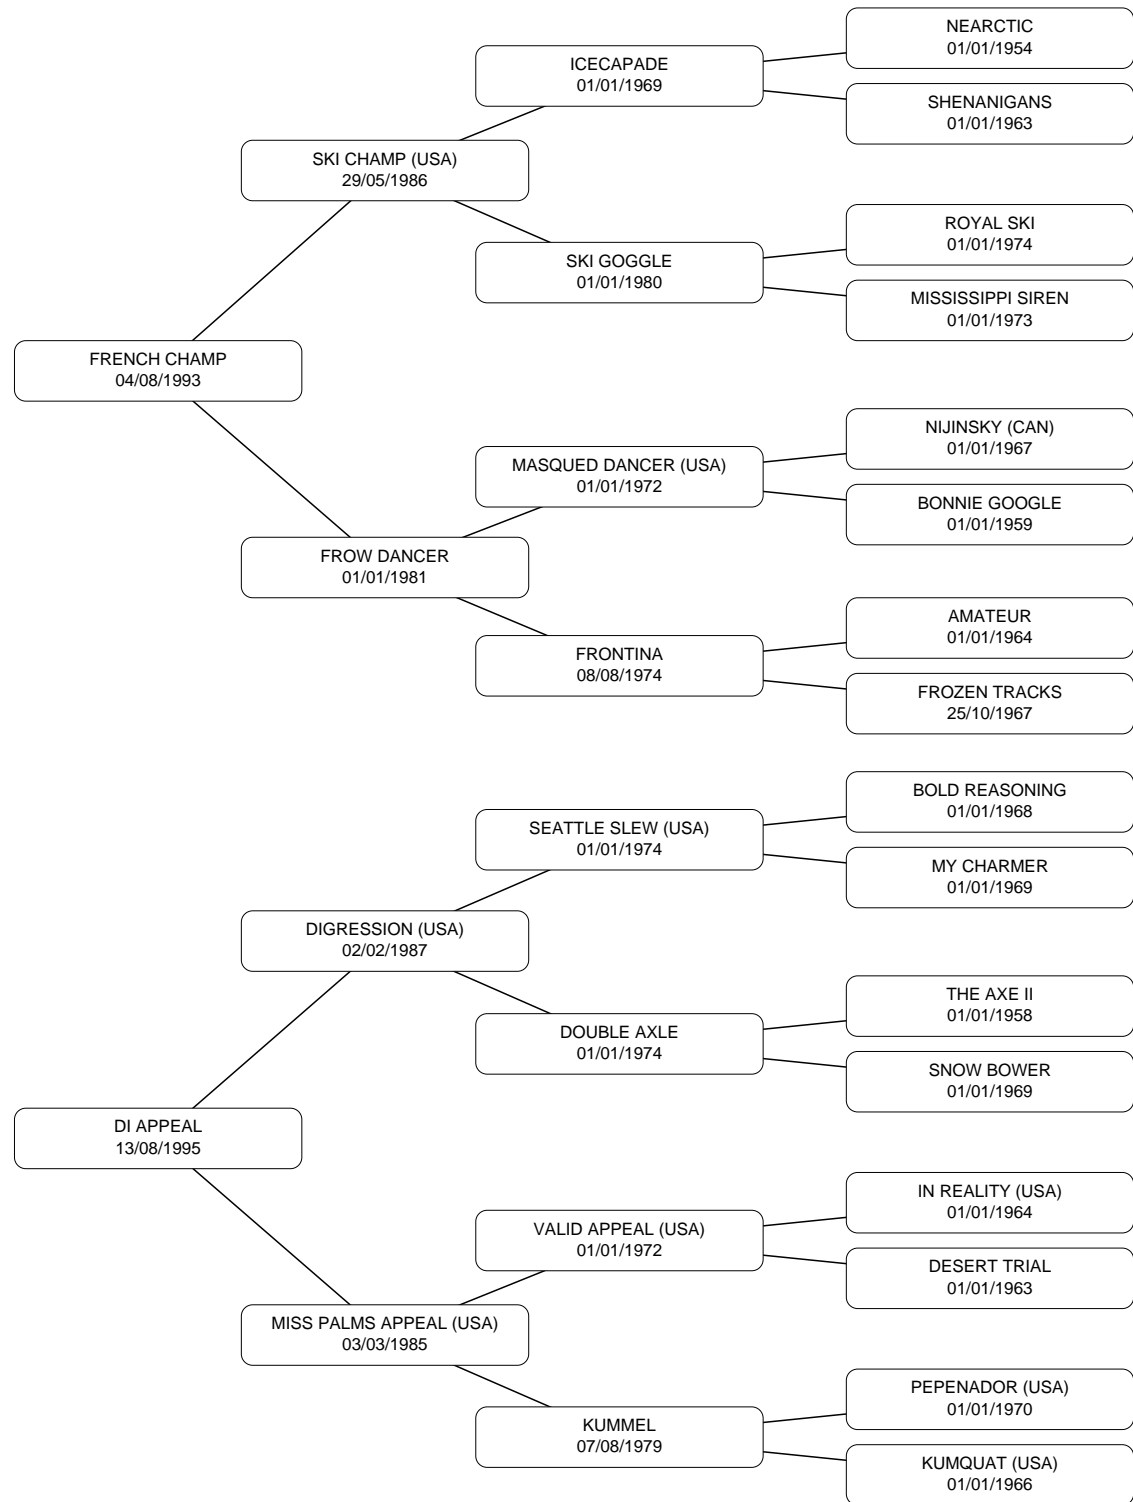 NEARCTIC
01/01/1954
ICECAPADE
01/01/1969
SHENANIGANS
01/01/1963
SKI CHAMP (USA)
29/05/1986
ROYAL SKI
01/01/1974
SKI GOGGLE
01/01/1980
MISSISSIPPI SIREN
01/01/1973
FRENCH CHAMP
04/08/1993
NIJINSKY (CAN)
01/01/1967
MASQUED DANCER (USA)
01/01/1972
BONNIE GOOGLE
01/01/1959
FROW DANCER
01/01/1981
AMATEUR
01/01/1964
FRONTINA
08/08/1974
FROZEN TRACKS
25/10/1967
BOLD REASONING
01/01/1968
SEATTLE SLEW (USA)
01/01/1974
MY CHARMER
01/01/1969
DIGRESSION (USA)
02/02/1987
THE AXE II
01/01/1958
DOUBLE AXLE
01/01/1974
SNOW BOWER
01/01/1969
DI APPEAL
13/08/1995
IN REALITY (USA)
01/01/1964
VALID APPEAL (USA)
01/01/1972
DESERT TRIAL
01/01/1963
MISS PALMS APPEAL (USA)
03/03/1985
PEPENADOR (USA)
01/01/1970
KUMMEL
07/08/1979
KUMQUAT (USA)
01/01/1966